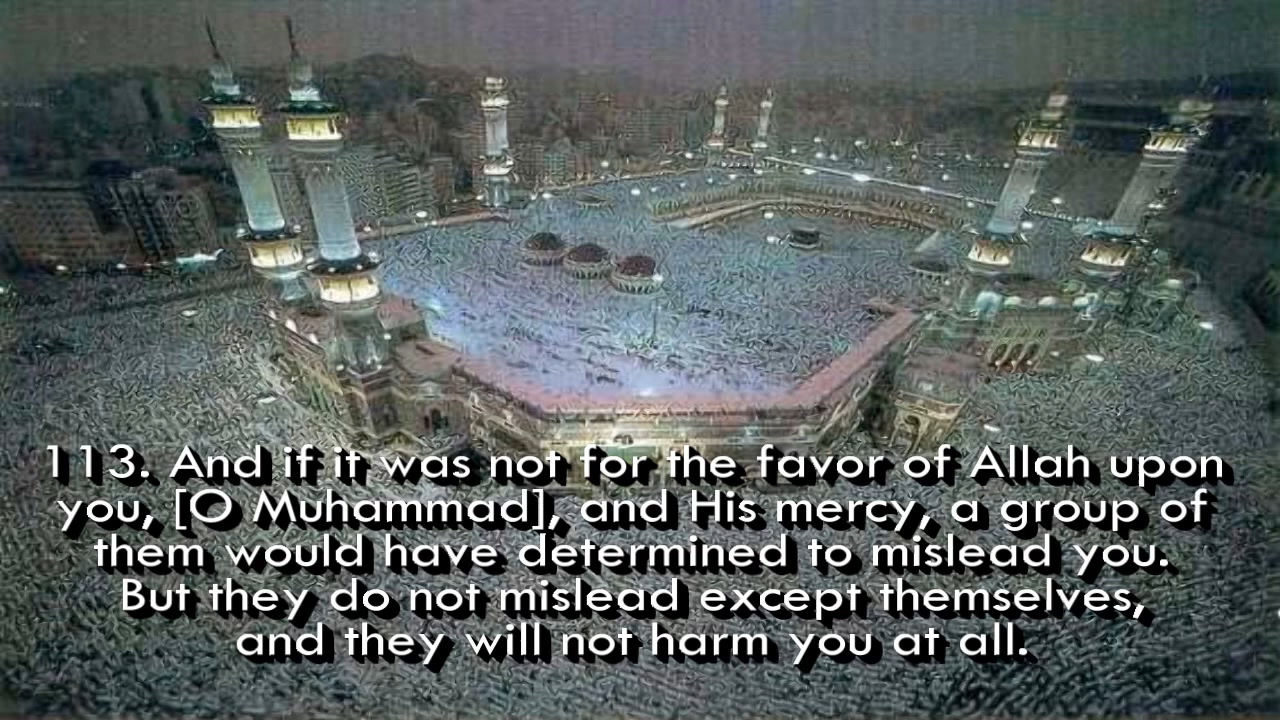 113. And if it was not for the favor of Allah upon
you, [O Muhammad], and His mercy, a group of
them would have determined to mislead you.
But they do not mislead except themselves,
and they will not harm you at all.